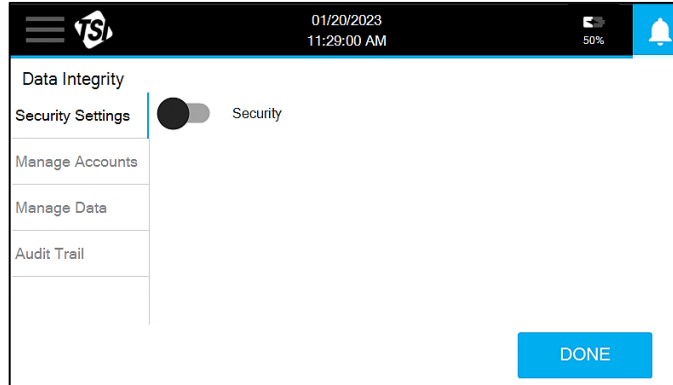 TSI
01/20/2023
11:29:00 AM
50%
Data Integrity
Security Settings
Security
Manage Accounts
Manage Data
Audit Trail
DONE